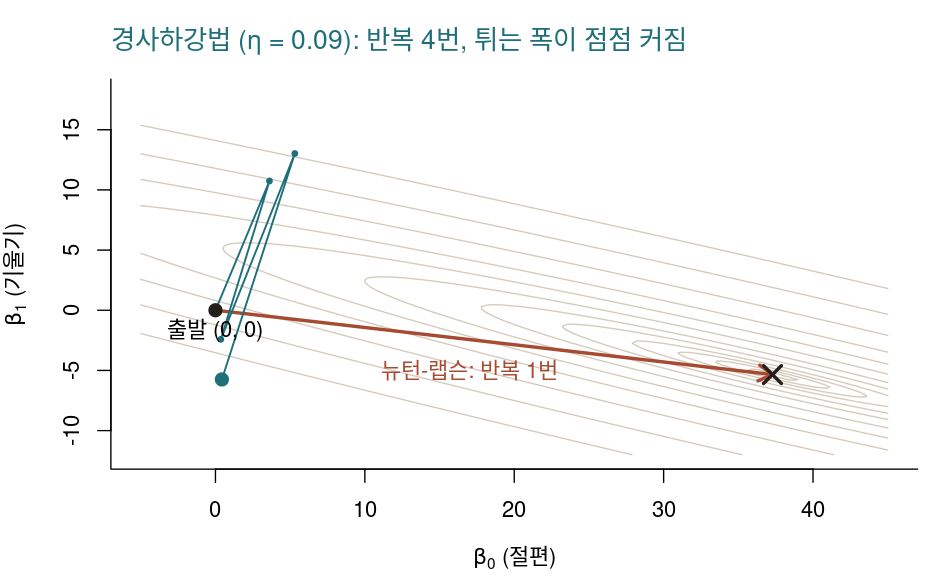 경사하강법 (η = 0.09): 반복 4번, 튀는 폭이 점점 커짐
15
10
5
0
-5
-10
β₁ (기울기)
출발 (0, 0)
뉴턴-랩슨: 반복 1번
0
10
20
30
40
β₀ (절편)